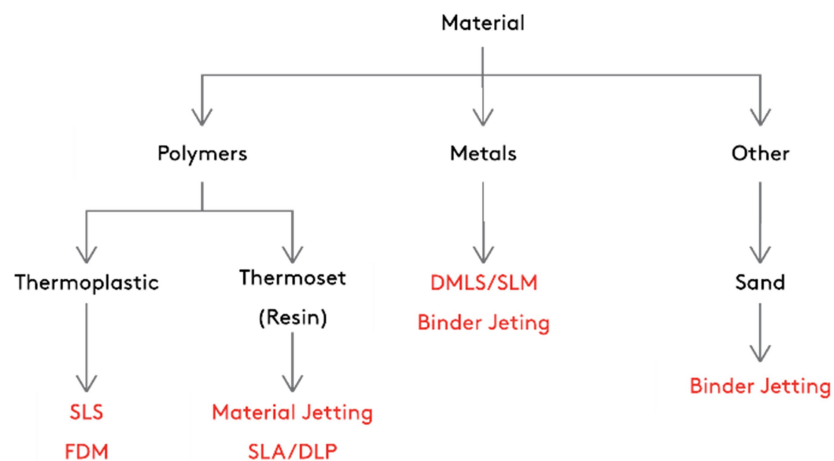 Material
Polymers
Metals
Other
Thermoplastic
Thermoset
(Resin)
DMLS/SLM
Binder Jeting
Sand
SLS
FDM
Material Jetting
SLA/DLP
Binder Jetting